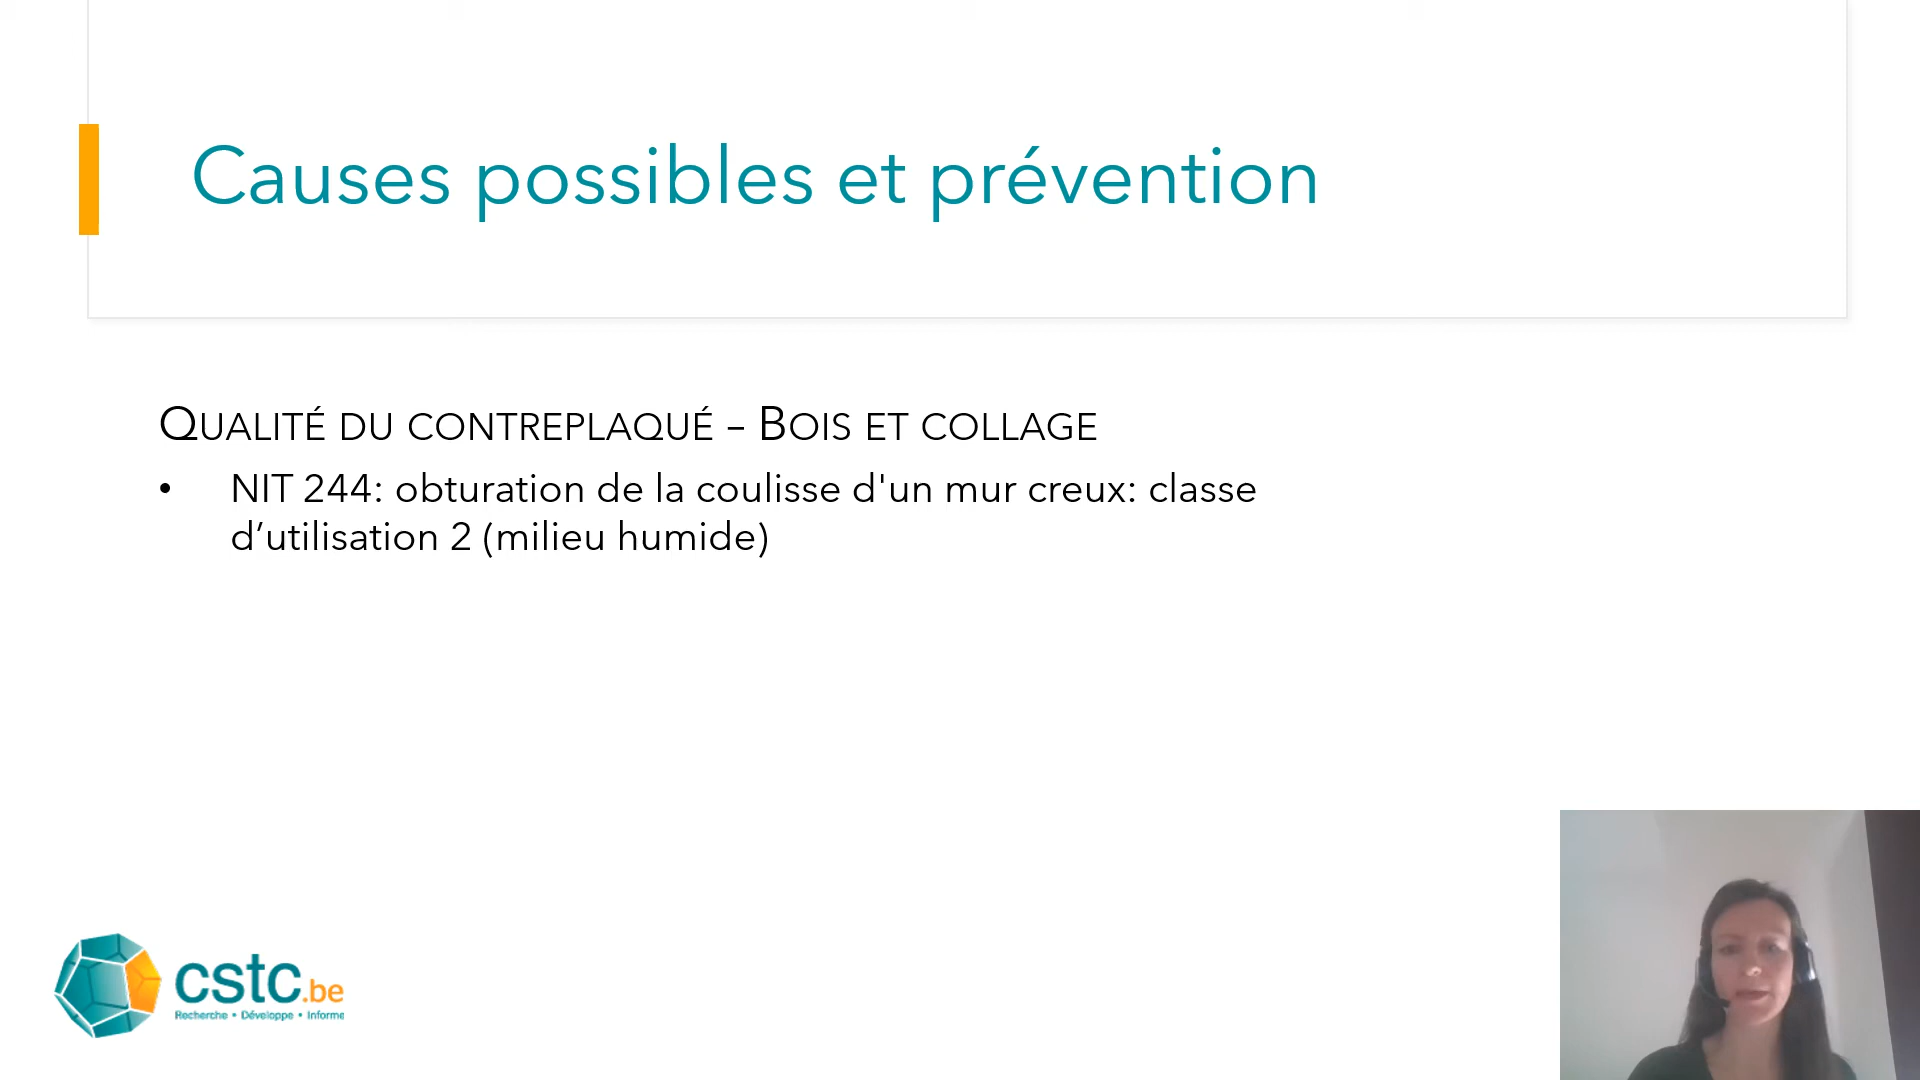 Causes possibles et prévention
QUALITÉ DU CONTREPLAQUÉ – BOIS ET COLLAGE
• NIT 244: obturation de la coulisse d'un mur creux: classe
d’utilisation 2 (milieu humide)
cstc.be
Recherche • Développe • Informe